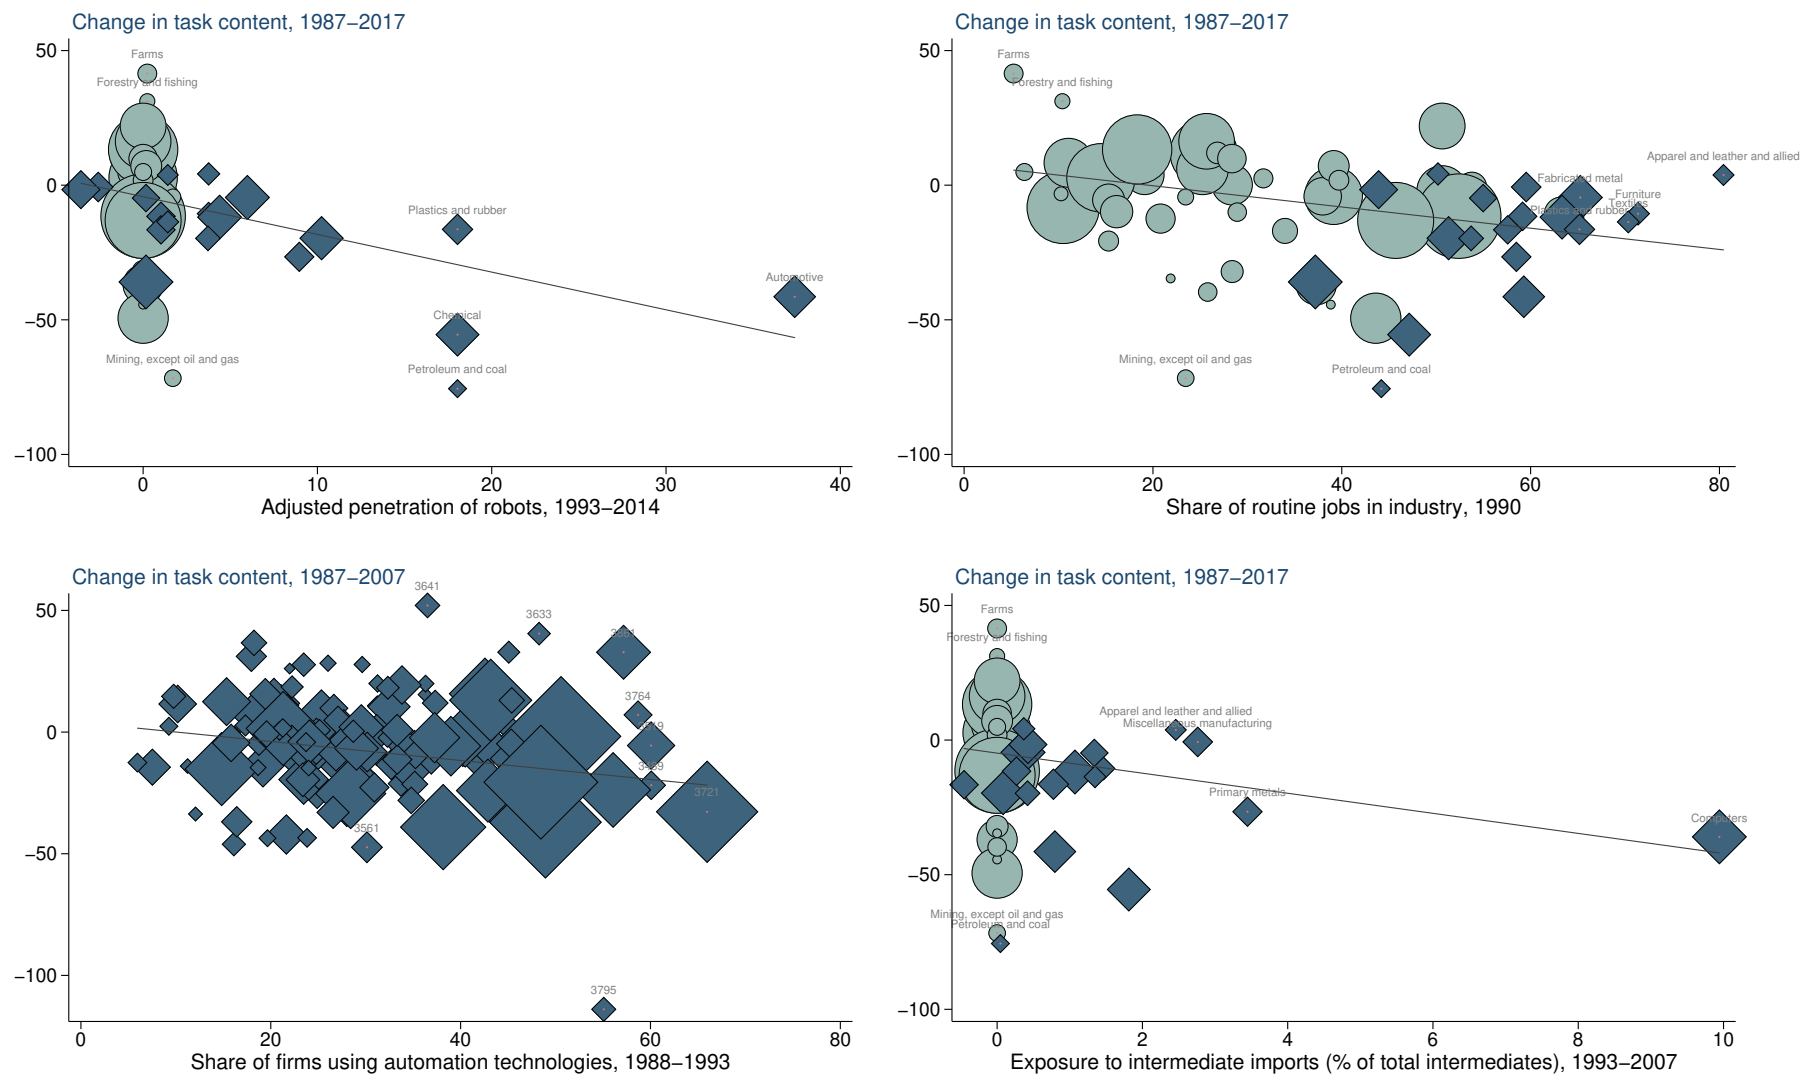 Change in task content, 1987−2017
50
0
−50
−100
Farms
Forestry and fishing
Plastics and rubber
Automotive
Chemical
Mining, except oil and gas
Petroleum and coal
0 10 20 30 40
Adjusted penetration of robots, 1993−2014
Change in task content, 1987−2017
50
0
−50
−100
Farms
Forestry and fishing
Apparel and leather and allied
Fabricated metal
Furniture
Textiles
Plastics and rubber
Mining, except oil and gas
Petroleum and coal
0 20 40 60 80
Share of routine jobs in industry, 1990
Change in task content, 1987−2007
50
0
−50
−100
3641
3633
3764
3721
3561
3795
0 20 40 60 80
Share of firms using automation technologies, 1988−1993
Change in task content, 1987−2017
50
0
−50
−100
Farms
Forestry and fishing
Apparel and leather and allied
Miscellaneous manufacturing
Primary metals
Computers
Mining, except oil and gas
Petroleum and coal
0 2 4 6 8 10
Exposure to intermediate imports (% of total intermediates), 1993−2007